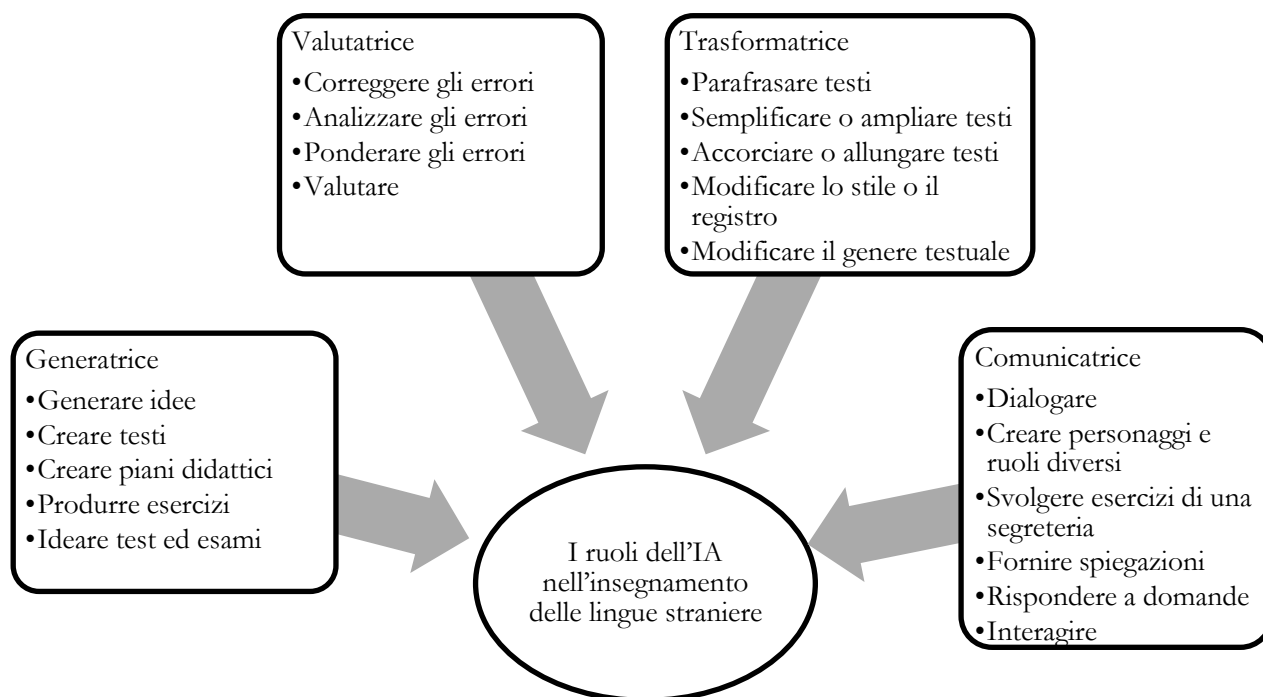 Valutatrice
•Correggere gli errori
•Analizzare gli errori
•Ponderare gli errori
•Valutare
Trasformatrice
•Parafrasare testi
•Semplificare o ampliare testi
•Accorciare o allungare testi
•Modificare lo stile o il
registro
•Modificare il genere testuale
Generatrice
•Generare idee
•Creare testi
•Creare piani didattici
•Produrre esercizi
•Ideare test ed esami
Comunicatrice
•Dialogare
•Creare personaggi e
ruoli diversi
•Svolgere esercizi di una
segreteria
•Fornire spiegazioni
•Rispondere a domande
•Interagire
I ruoli dell’IA
nell’insegnamento
delle lingue straniere